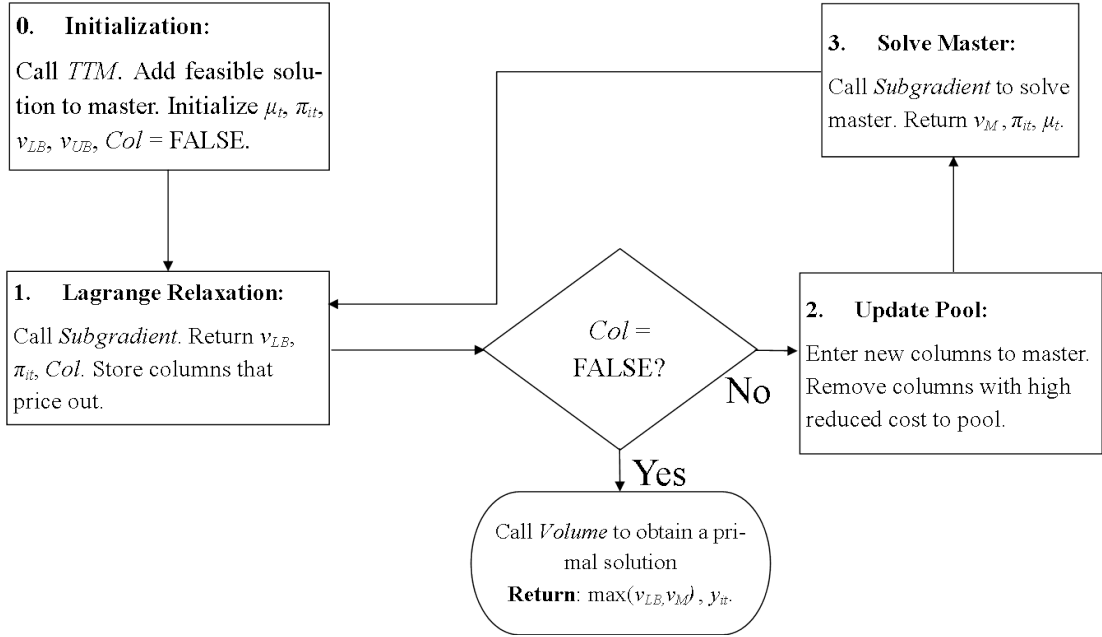 0. Initialization:
Call TTM. Add feasible solu-
tion to master. Initialize μt, πit,
vLB, vUB, Col = FALSE.
3. Solve Master:
Call Subgradient to solve
master. Return vM, πit, μt.
1. Lagrange Relaxation:
Call Subgradient. Return vLB,
πit, Col. Store columns that
price out.
Col =
FALSE?
No
2. Update Pool:
Enter new columns to master.
Remove columns with high
reduced cost to pool.
Yes
Call Volume to obtain a pri-
mal solution
Return: max(vLB,vM), yit.